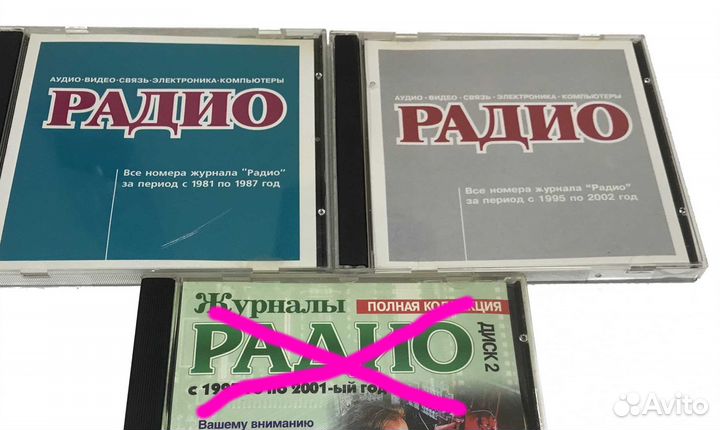 АУДИО·ВИДЕО·СВЯЗЬ·ЭЛЕКТРОНИКА·КОМПЬЮТЕРЫ
РАДИО
Все номера журнала "Радио"
за период с 1981 по 1987 год
АУДИО·ВИДЕО·СВЯЗЬ·ЭЛЕКТРОНИКА·КОМПЬЮТЕРЫ
РАДИО
Все номера журнала "Радио"
за период с 1995 по 2002 год
Журналы
ПОЛНАЯ КОЛЛЕКЦИЯ
РАДИО
ДИСК 2
по 2001-ый год
Вашему вниманию
Avito